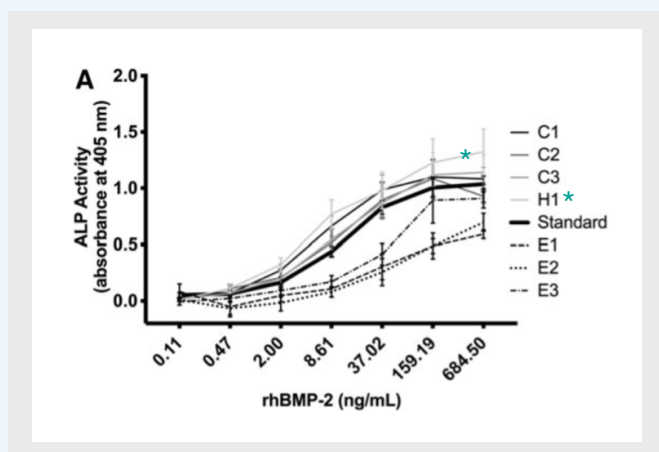 A
ALP Activity
(absorbance at 405 nm)
2.0
1.5
1.0
0.5
0.0
0.11
0.47
2.00
8.61
37.02
159.19
684.50
rhBMP-2 (ng/mL)
*
C1
C2
C3
H1 *
Standard
E1
E2
E3